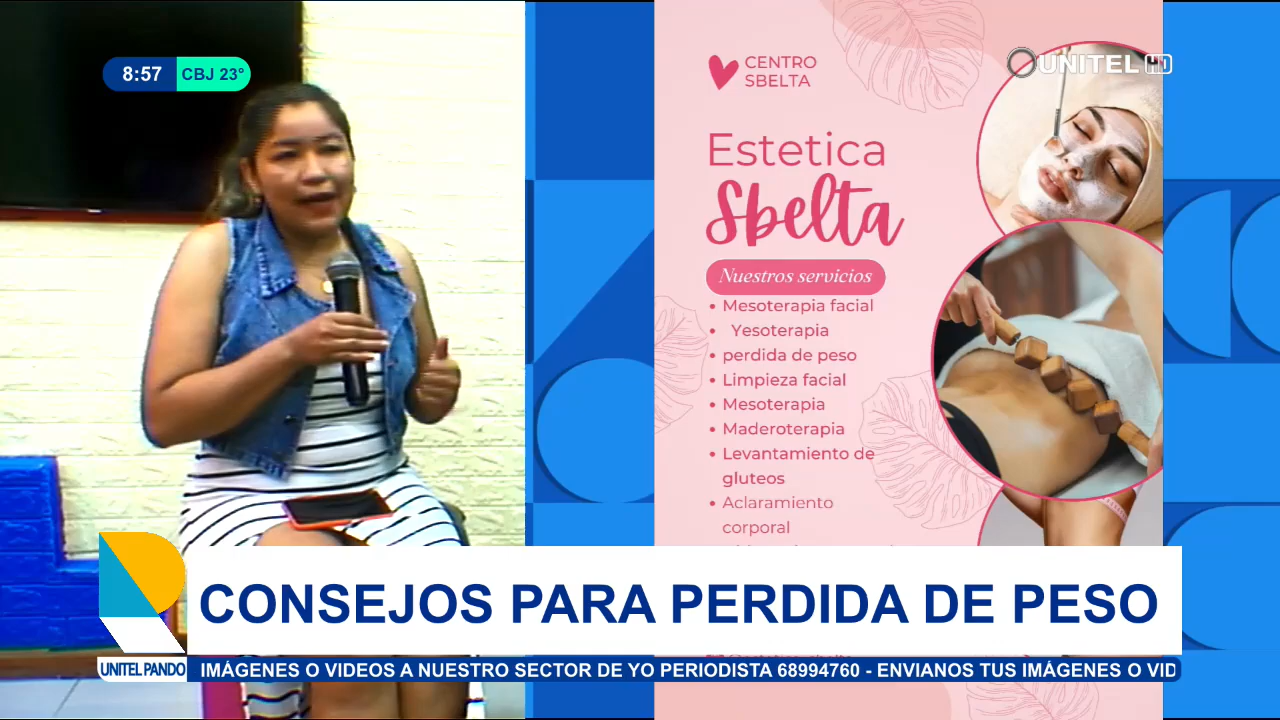 8:57 CBJ 23°
UNITEL HD
CENTRO
SBELTA
Estetica
Sbelta
Nuestros servicios
• Mesoterapia facial
• Yesoterapia
• perdida de peso
• Limpieza facial
• Mesoterapia
• Maderoterapia
• Levantamiento de
gluteos
• Aclaramiento
corporal
CONSEJOS PARA PERDIDA DE PESO
UNITEL PANDO
IMÁGENES O VIDEOS A NUESTRO SECTOR DE YO PERIODISTA 68994760 - ENVIANOS TUS IMÁGENES O VID